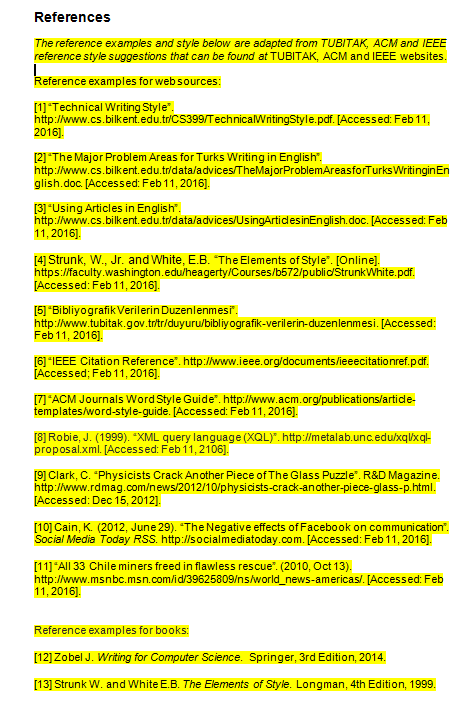 References
The reference examples and style below are adapted from TUBITAK, ACM and IEEE
reference style suggestions that can be found at TUBITAK, ACM and IEEE websites.
Reference examples for web sources:
[1] “Technical Writing Style”.
http://www.cs.bilkent.edu.tr/CS399/TechnicalWritingStyle.pdf. [Accessed: Feb 11,
2016].
[2] “The Major Problem Areas for Turks Writing in English”.
http://www.cs.bilkent.edu.tr/data/advices/TheMajorProblemAreasforTurksWritinginEn
glish.doc. [Accessed: Feb 11, 2016].
[3] “Using Articles in English”.
http://www.cs.bilkent.edu.tr/data/advices/UsingArticlesinEnglish.doc. [Accessed: Feb
11, 2016].
[4] Strunk, W., Jr. and White, E.B. “The Elements of Style”. [Online].
https://faculty.washington.edu/heagerty/Courses/b572/public/StrunkWhite.pdf.
[Accessed: Feb 11, 2016].
[5] “Bibliyografik Verilerin Duzenlenmesi”.
http://www.tubitak.gov.tr/tr/duyuru/bibliyografik-verilerin-duzenlenmesi. [Accessed:
Feb 11, 2016].
[6] “IEEE Citation Reference”. http://www.ieee.org/documents/ieeecitationref.pdf.
[Accessed; Feb 11, 2016].
[7] “ACM Journals Word Style Guide”. http://www.acm.org/publications/article-
templates/word-style-guide. [Accessed: Feb 11, 2016].
[8] Robie, J. (1999). “XML query language (XQL)”. http://metalab.unc.edu/xql/xql-
proposal.xml. [Accessed: Feb 11, 2106].
[9] Clark, C. “Physicists Crack Another Piece of The Glass Puzzle”. R&D Magazine.
http://www.rdmag.com/news/2012/10/physicists-crack-another-piece-glass-p.html.
[Accessed: Dec 15, 2012].
[10] Cain, K. (2012, June 29). “The Negative effects of Facebook on communication”.
Social Media Today RSS. http://socialmediatoday.com. [Accessed: Feb 11, 2016].
[11] “All 33 Chile miners freed in flawless rescue”. (2010, Oct 13).
http://www.msnbc.msn.com/id/39625809/ns/world_news-americas/. [Accessed: Feb
11, 2016].
Reference examples for books:
[12] Zobel J. Writing for Computer Science. Springer, 3rd Edition, 2014.
[13] Strunk W. and White E.B. The Elements of Style. Longman, 4th Edition, 1999.